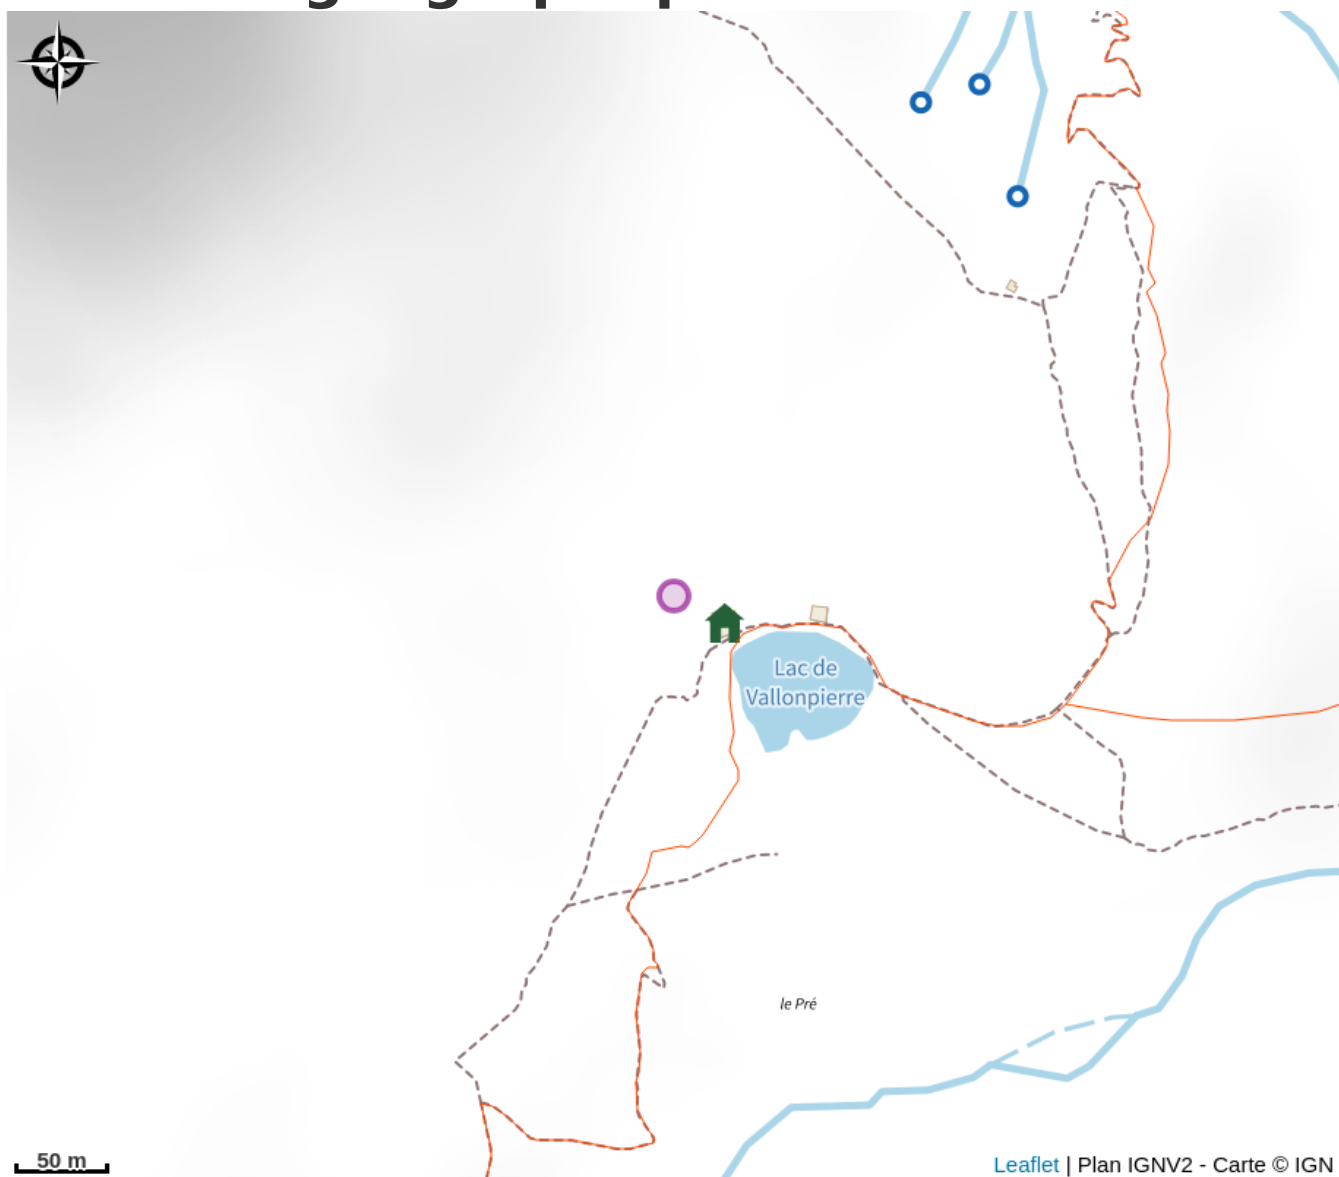 Lac de
Vallonpierre
le Pré
50 m
Leaflet | Plan IGNV2 - Carte © IGN